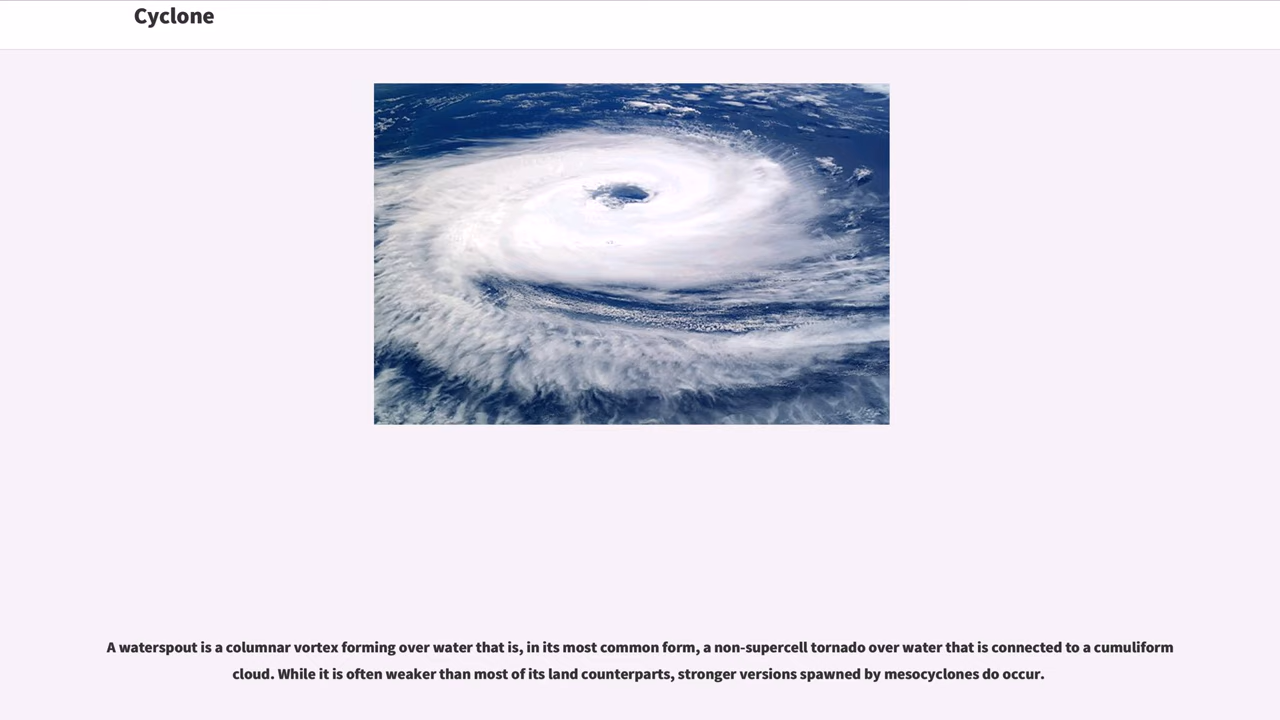 Cyclone
A waterspout is a columnar vortex forming over water that is, in its most common form, a non-supercell tornado over water that is connected to a cumuliform
cloud. While it is often weaker than most of its land counterparts, stronger versions spawned by mesocyclones do occur.